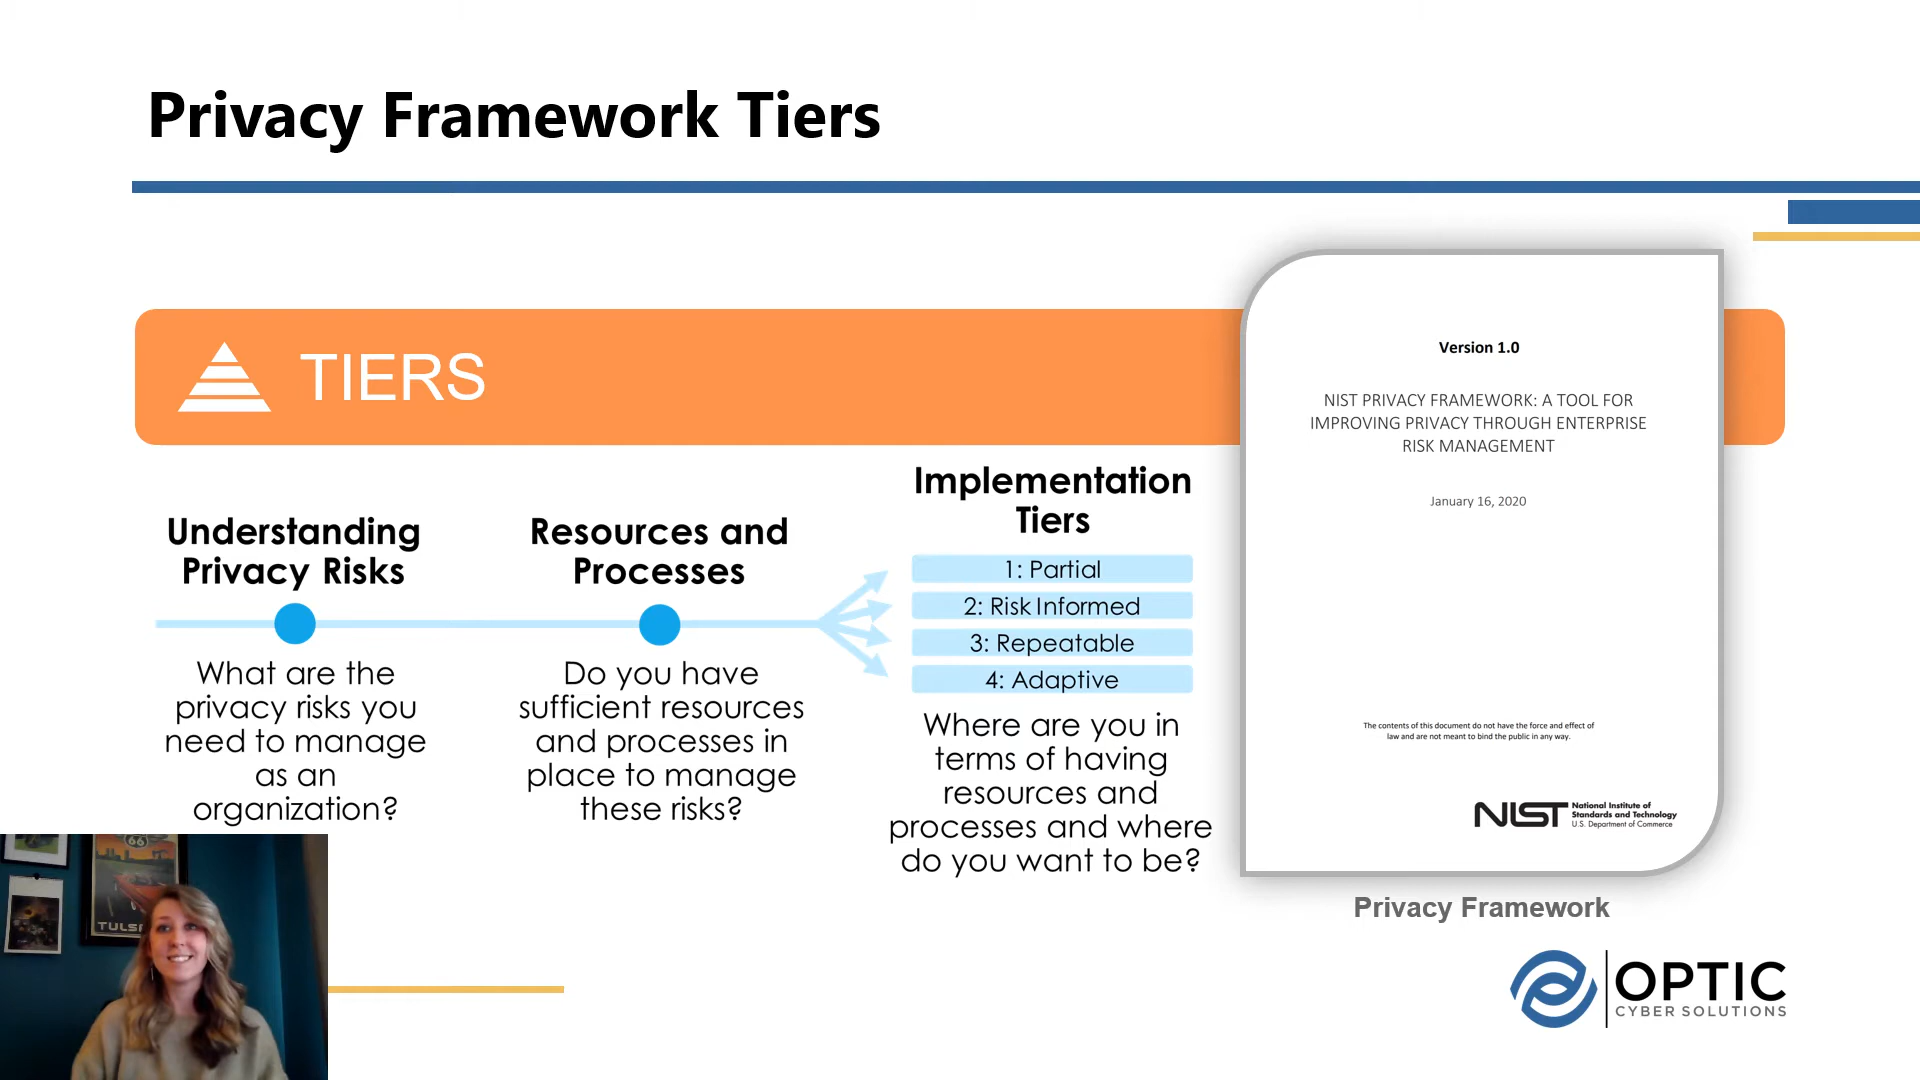 Privacy Framework Tiers
TIERS
Understanding
Privacy Risks
What are the
privacy risks you
need to manage
as an
organization?
Resources and
Processes
Do you have
sufficient resources
and processes in
place to manage
these risks?
Implementation
Tiers
1: Partial
2: Risk Informed
3: Repeatable
4: Adaptive
Where are you in
terms of having
resources and
processes and where
do you want to be?
Version 1.0
NIST PRIVACY FRAMEWORK: A TOOL FOR
IMPROVING PRIVACY THROUGH ENTERPRISE
RISK MANAGEMENT
January 16, 2020
The contents of this document do not have the force and effect of
law and are not meant to bind the public in any way.
NIST
National Institute of
Standards and Technology
U.S. Department of Commerce
Privacy Framework
66
TULS
OPTIC
CYBER SOLUTIONS